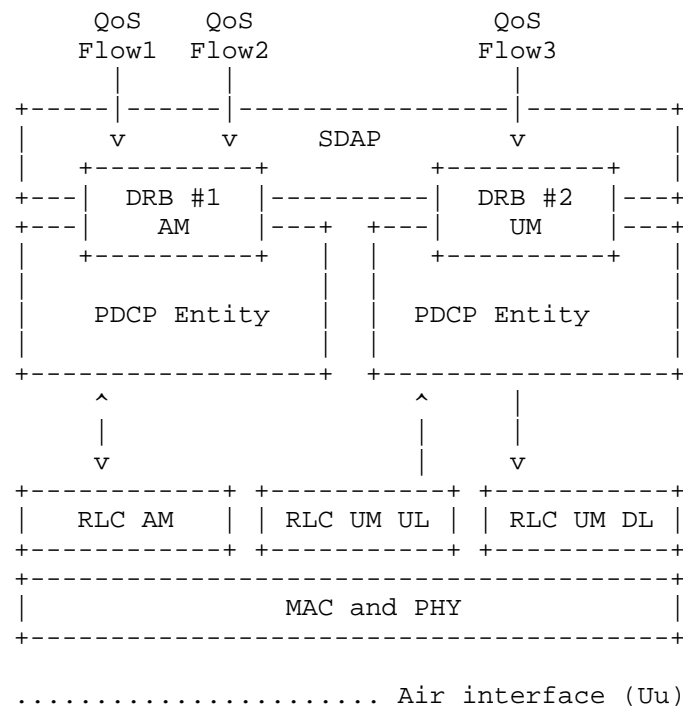 QoS QoS QoS
Flow1 Flow2 Flow3
SDAP
DRB #1 DRB #2
AM UM
PDCP Entity PDCP Entity
RLC AM RLC UM UL RLC UM DL
MAC and PHY
....................... Air interface (Uu)